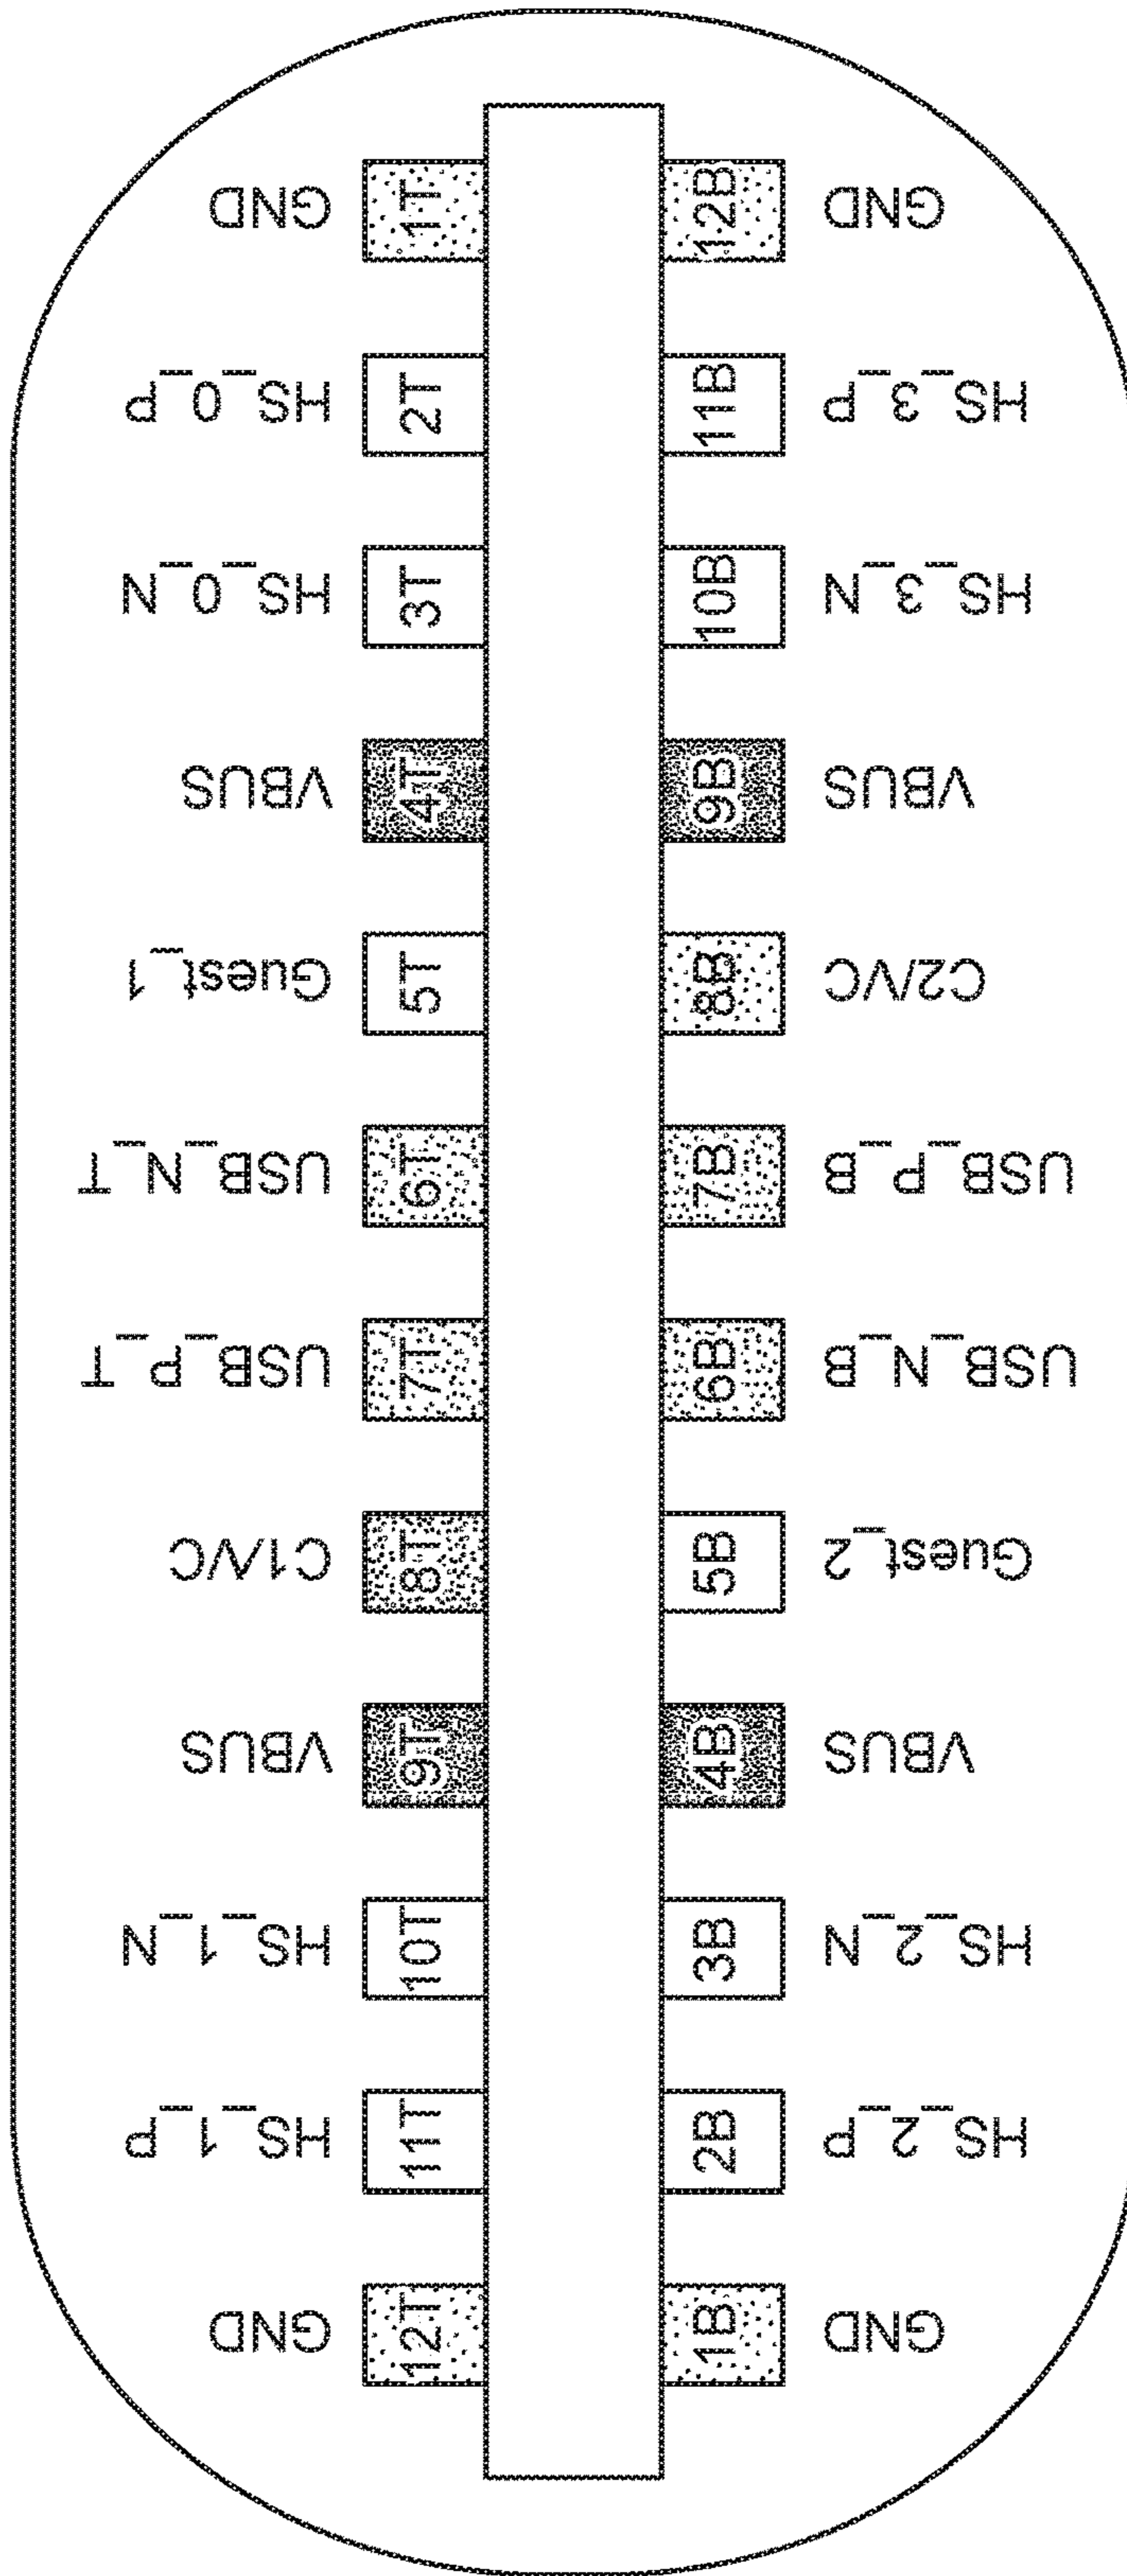 GND 1T 12B GND
HS_0_P 2T 11B HS_3_P
HS_0_N 3T 10B HS_3_N
VBUS 4T 9B VBUS
Guest_1 5T 8B C2/VC
USB_N_T 6T 7B USB_P_B
USB_P_T 7T 6B USB_N_B
C1/VC 8T 5B Guest_2
VBUS 9T 4B VBUS
HS_1_N 10T 3B HS_2_N
HS_1_P 11T 2B HS_2_P
GND 12T 1B GND